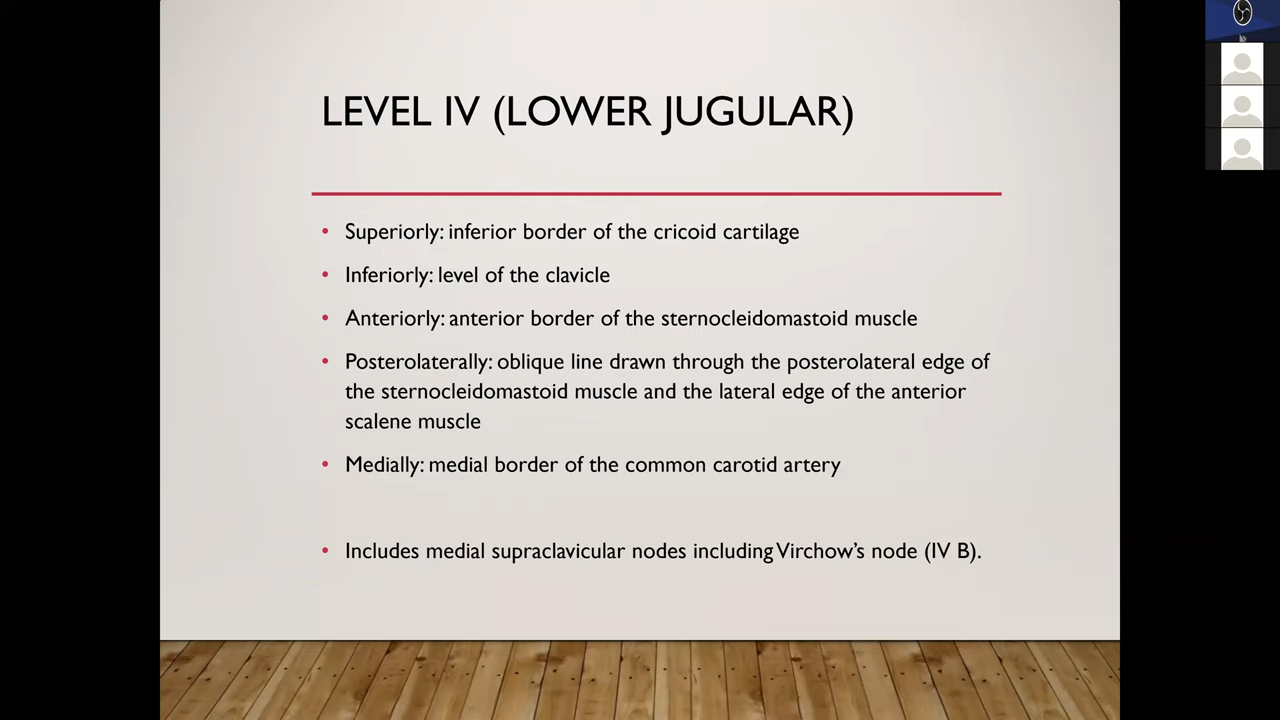 LEVEL IV (LOWER JUGULAR)
• Superiorly: inferior border of the cricoid cartilage
• Inferiorly: level of the clavicle
• Anteriorly: anterior border of the sternocleidomastoid muscle
• Posterolaterally: oblique line drawn through the posterolateral edge of
the sternocleidomastoid muscle and the lateral edge of the anterior
scalene muscle
• Medially: medial border of the common carotid artery
• Includes medial supraclavicular nodes including Virchow's node (IV B).